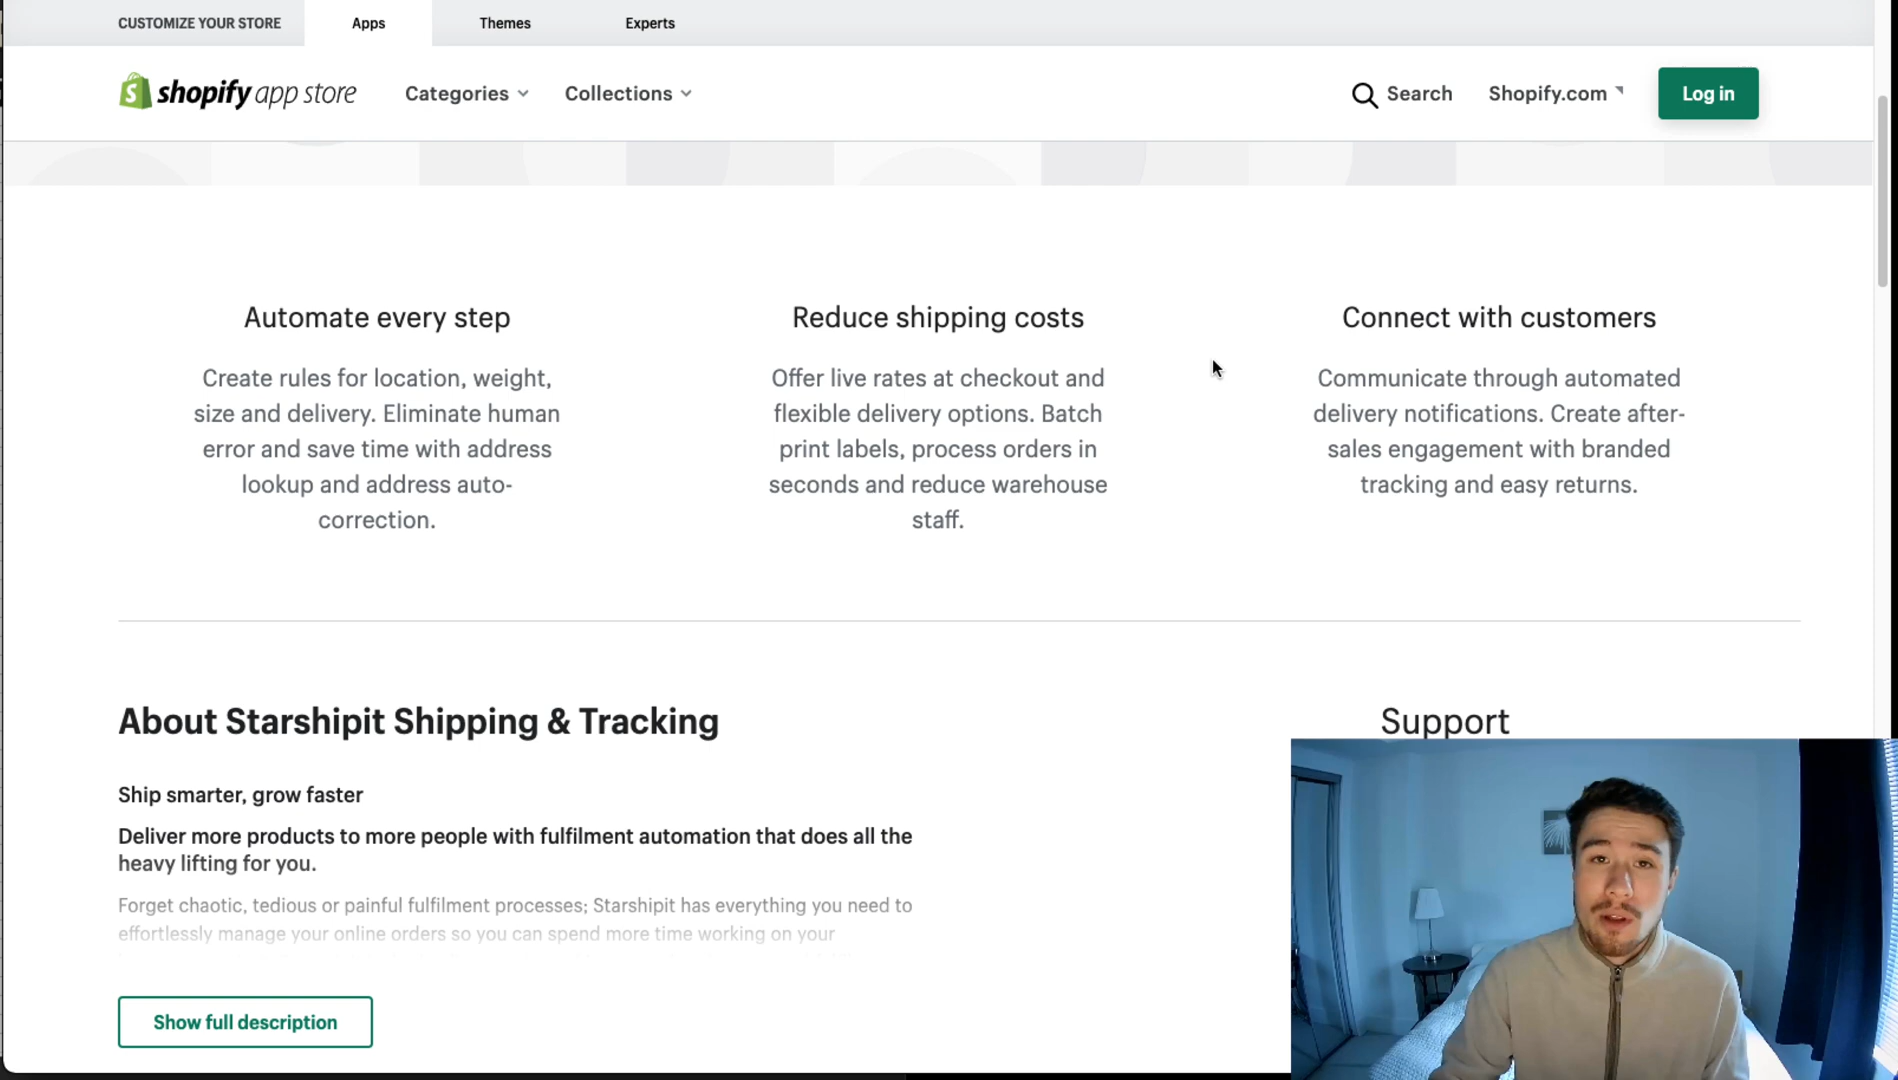 CUSTOMIZE YOUR STORE Apps Themes Experts
shopify app store Categories Collections Search Shopify.com Log in
Automate every step
Create rules for location, weight,
size and delivery. Eliminate human
error and save time with address
lookup and address auto-
correction.
Reduce shipping costs
Offer live rates at checkout and
flexible delivery options. Batch
print labels, process orders in
seconds and reduce warehouse
staff.
Connect with customers
Communicate through automated
delivery notifications. Create after-
sales engagement with branded
tracking and easy returns.
About Starshipit Shipping & Tracking
Ship smarter, grow faster
Deliver more products to more people with fulfilment automation that does all the
heavy lifting for you.
Forget chaotic, tedious or painful fulfilment processes; Starshipit has everything you need to
effortlessly manage your online orders so you can spend more time working on your
Show full description
Support